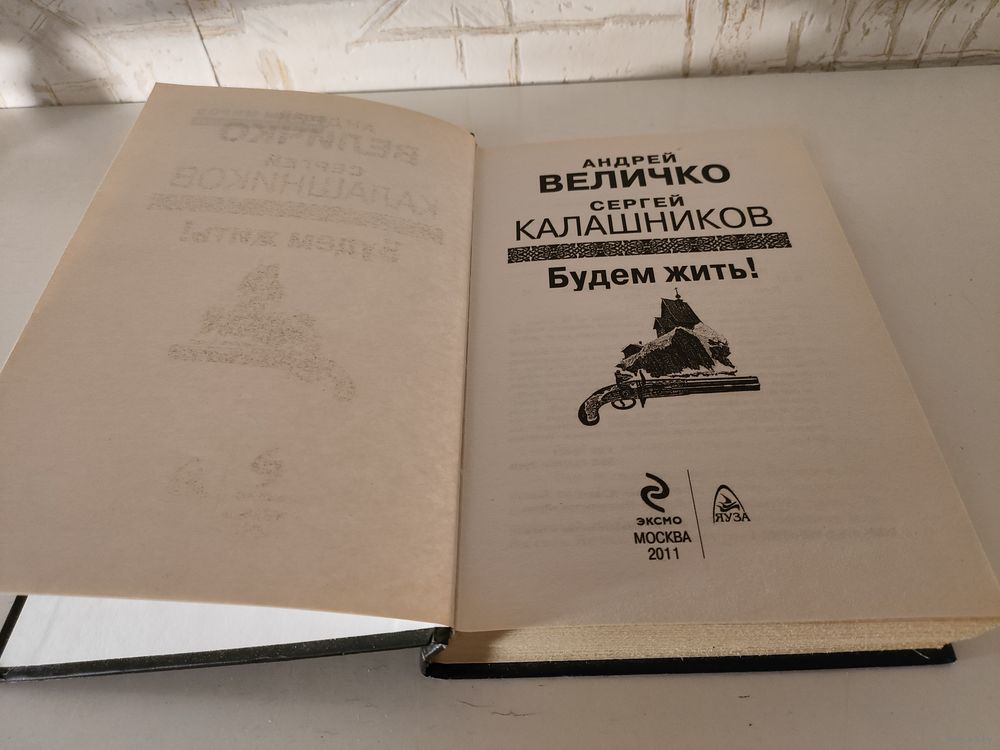 АНДРЕЙ
ВЕЛИЧКО
СЕРГЕЙ
КАЛАШНИКОВ
Будем жить!
ЭКСМО
МОСКВА
2011
ЯУЗА